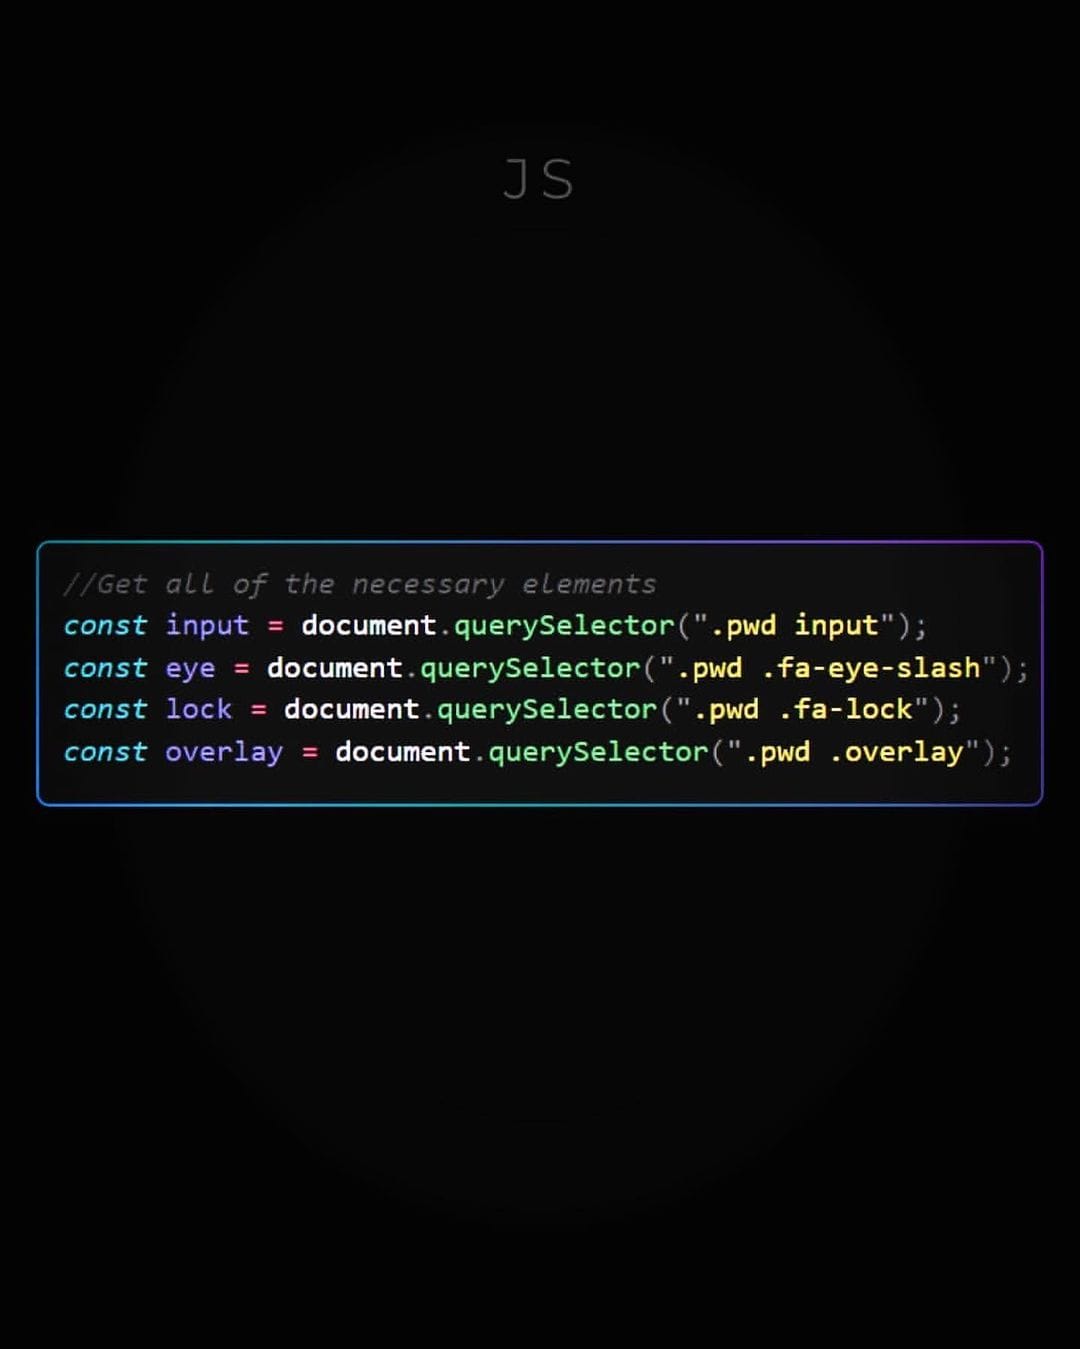 JS
//Get all of the necessary elements
const input = document.querySelector(".pwd input");
const eye = document.querySelector(".pwd .fa-eye-slash");
const lock = document.querySelector(".pwd .fa-lock");
const overlay = document.querySelector(".pwd .overlay");